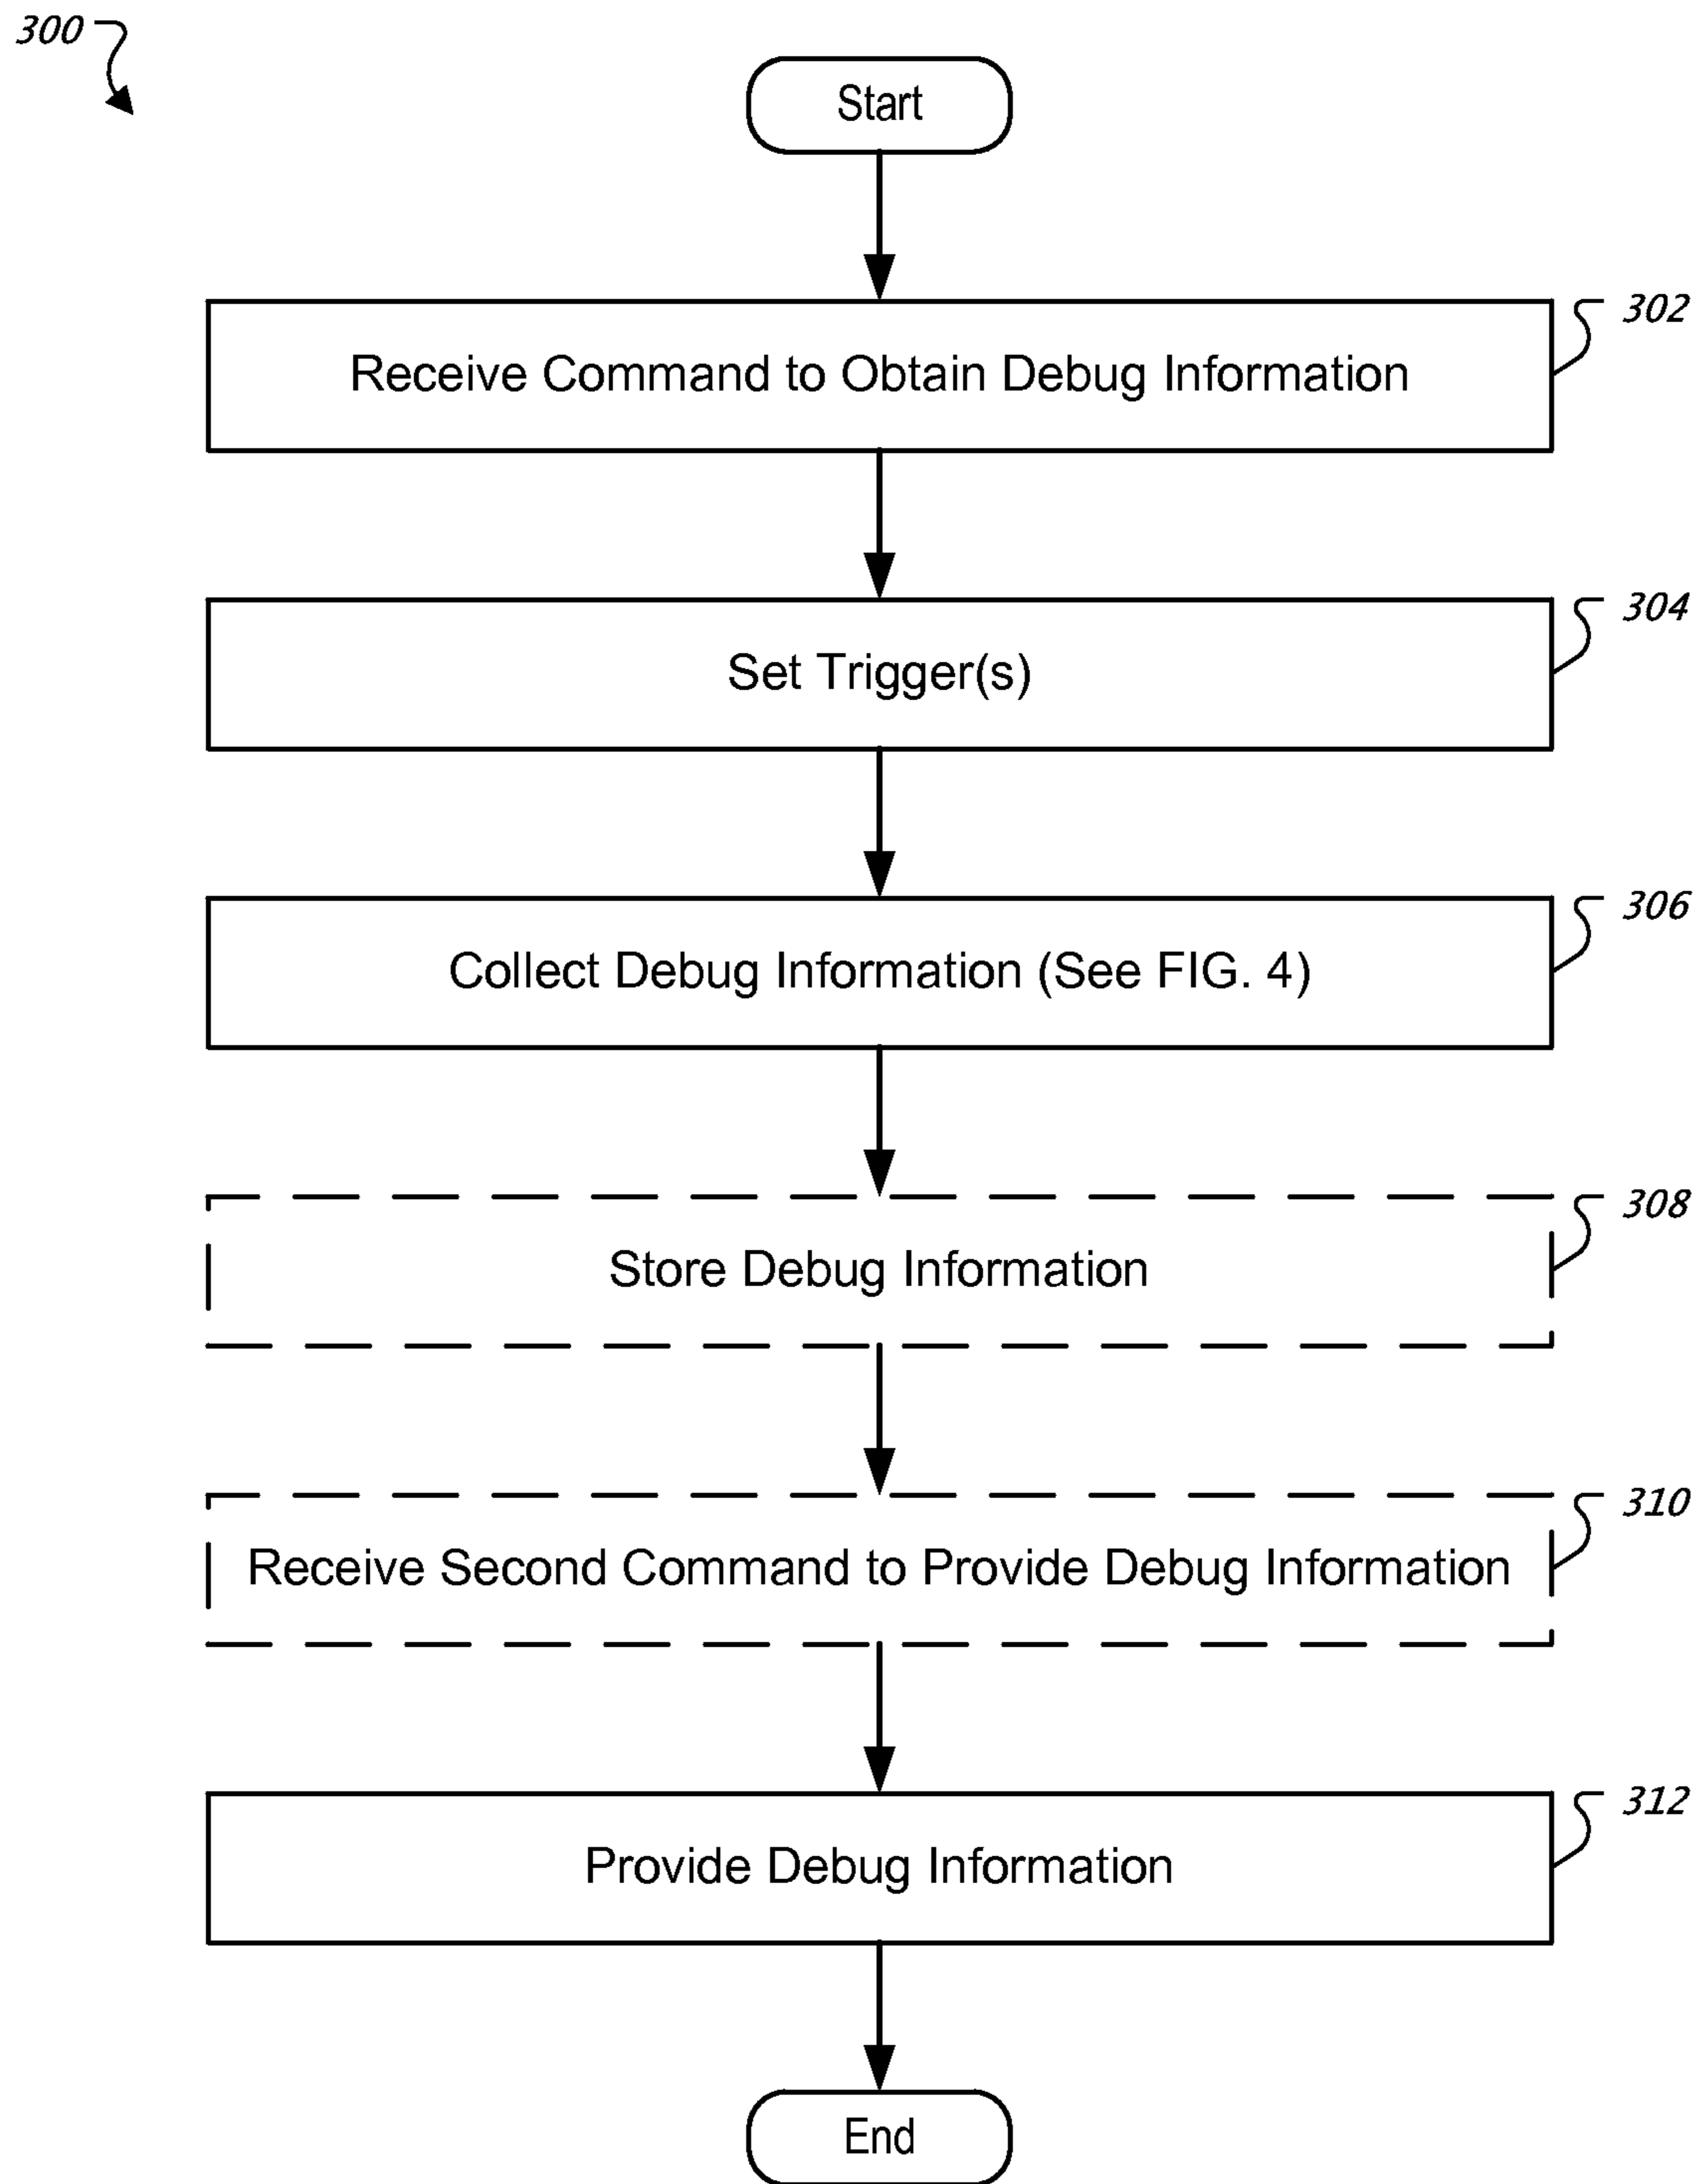 300
Start
302
Receive Command to Obtain Debug Information
304
Set Trigger(s)
306
Collect Debug Information (See FIG. 4)
308
Store Debug Information
310
Receive Second Command to Provide Debug Information
312
Provide Debug Information
End